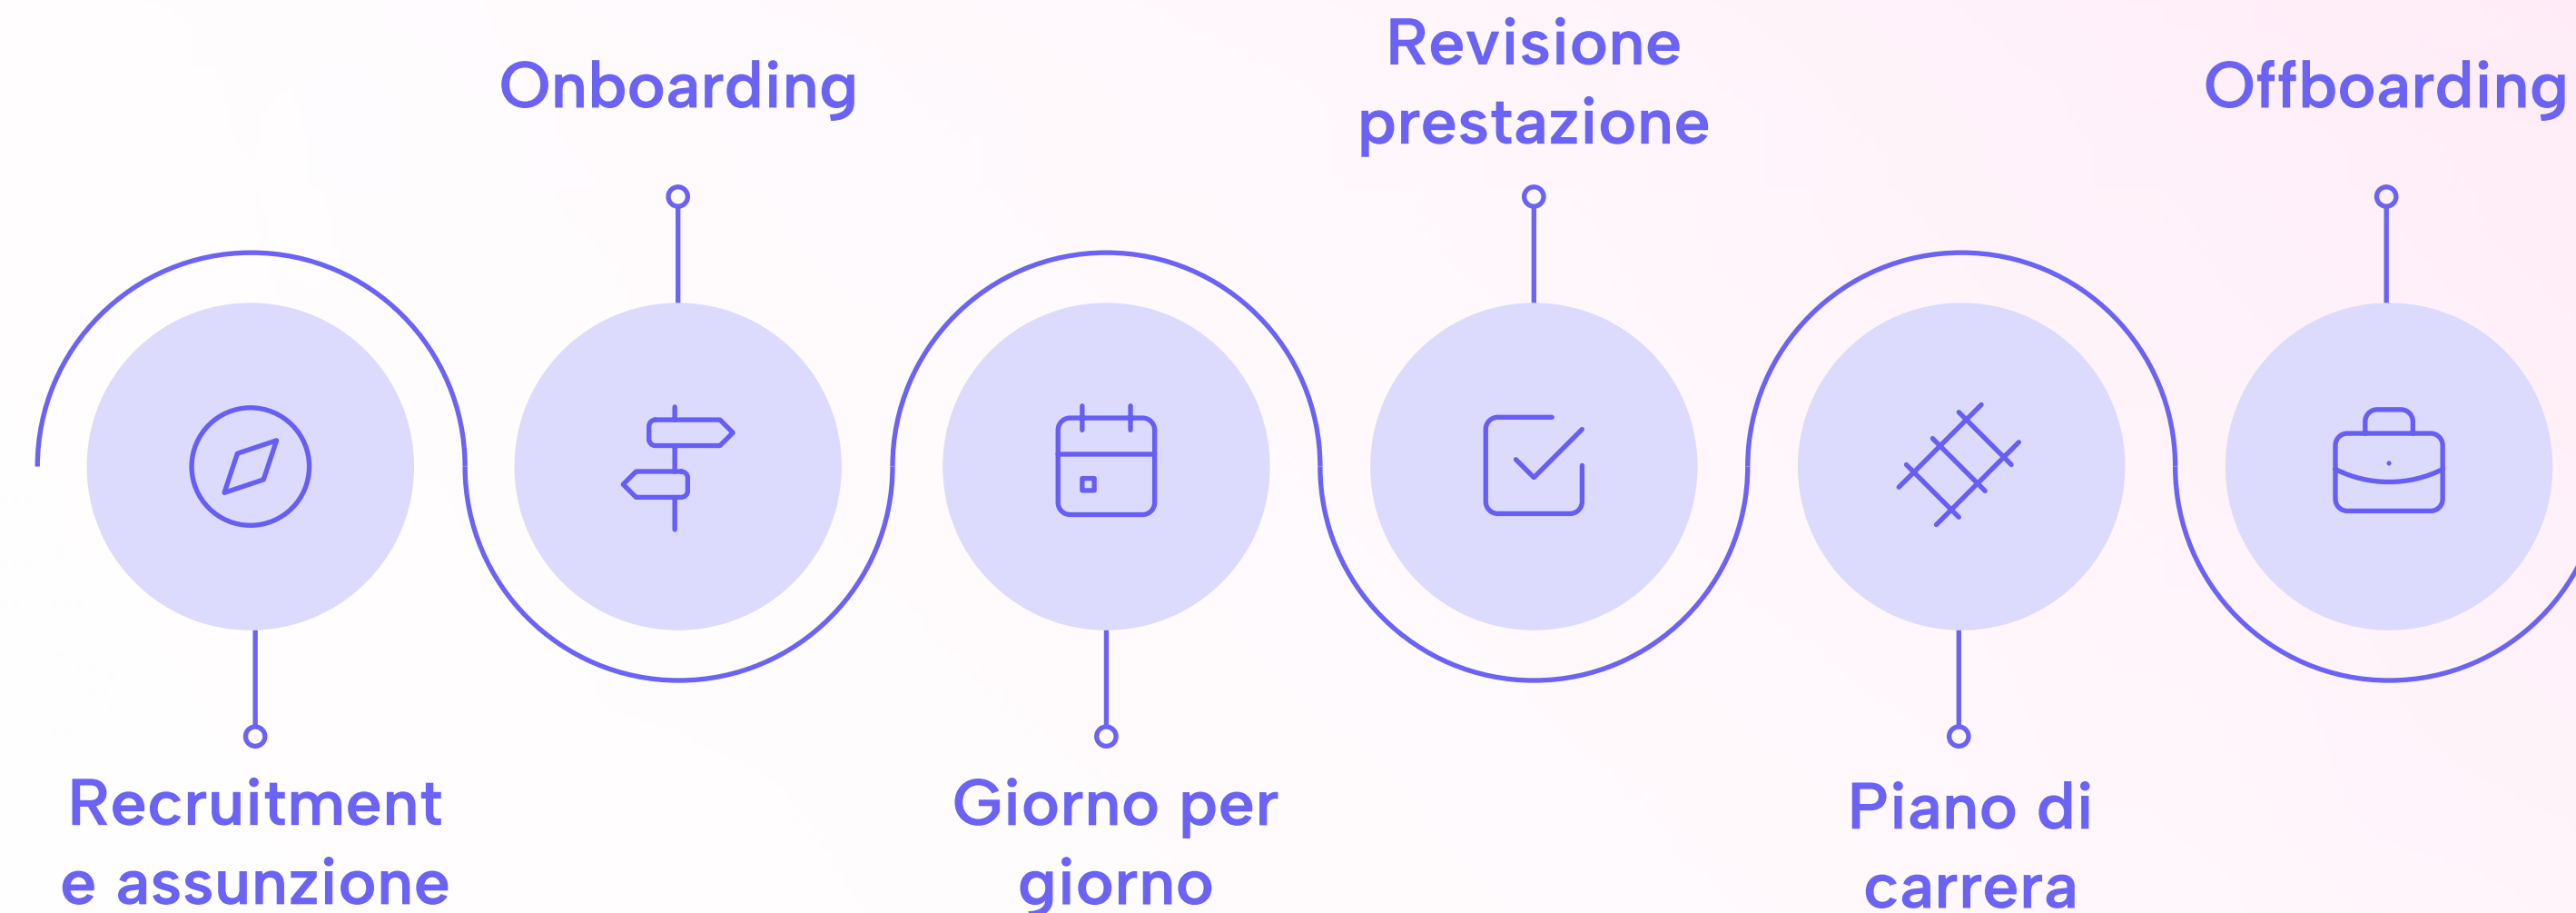 Onboarding
Revisione
prestazione
Offboarding
Recruitment
e assunzione
Giorno per
giorno
Piano di
carrera